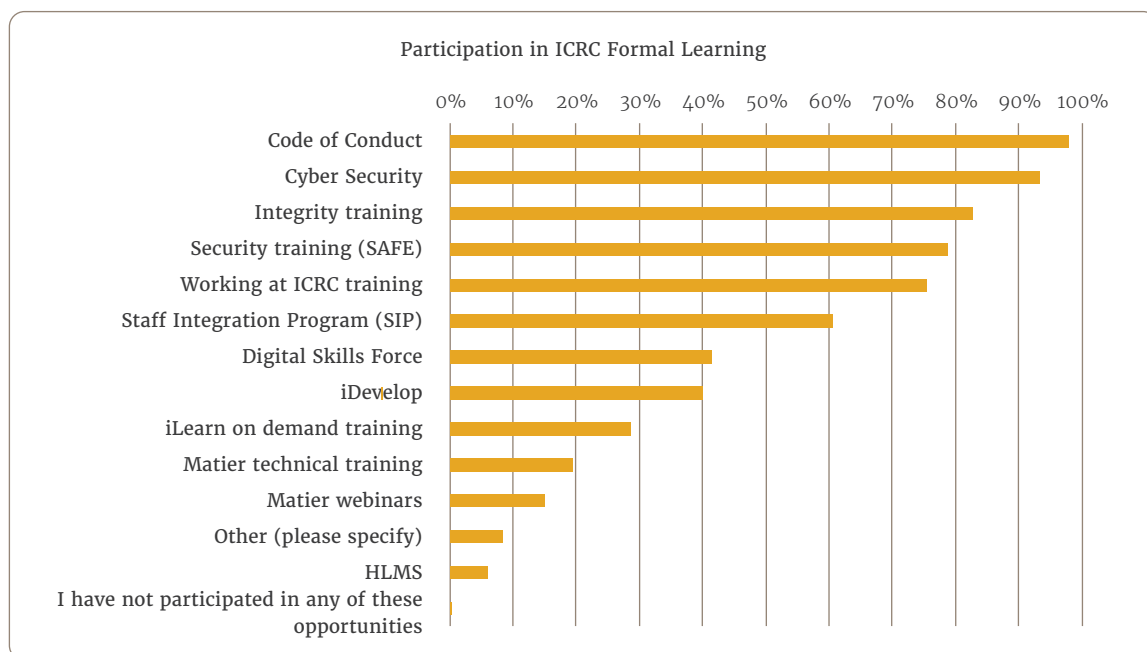 Participation in ICRC Formal Learning
0% 10% 20% 30% 40% 50% 60% 70% 80% 90% 100%
Code of Conduct
Cyber Security
Integrity training
Security training (SAFE)
Working at ICRC training
Staff Integration Program (SIP)
Digital Skills Force
iDevelop
iLearn on demand training
Matier technical training
Matier webinars
Other (please specify)
HLMS
I have not participated in any of these
opportunities